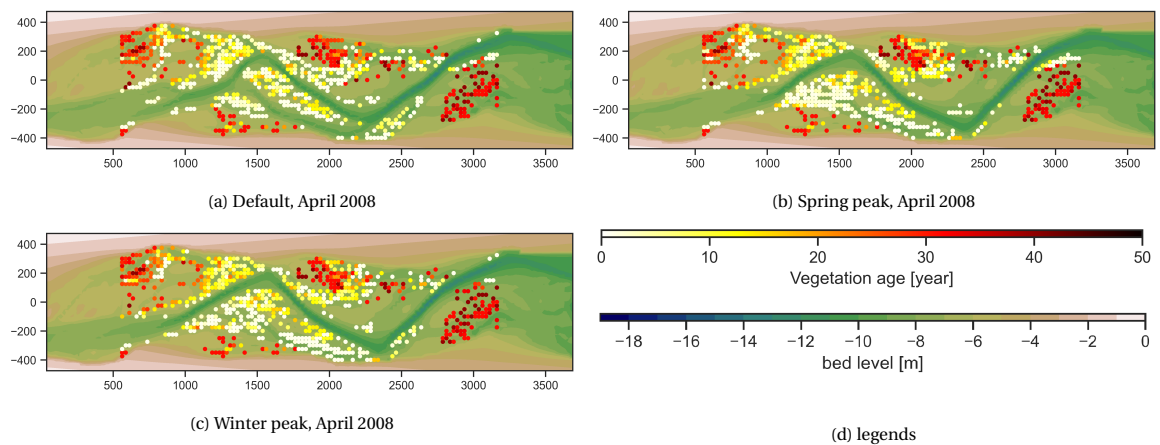 400
200
0
−200
−400
500 1000 1500 2000 2500 3000 3500
(a) Default, April 2008
400
200
0
−200
−400
500 1000 1500 2000 2500 3000 3500
(b) Spring peak, April 2008
400
200
0
−200
−400
500 1000 1500 2000 2500 3000 3500
(c) Winter peak, April 2008
0 10 20 30 40 50
Vegetation age [year]
−18 −16 −14 −12 −10 −8 −6 −4 −2 0
bed level [m]
(d) legends